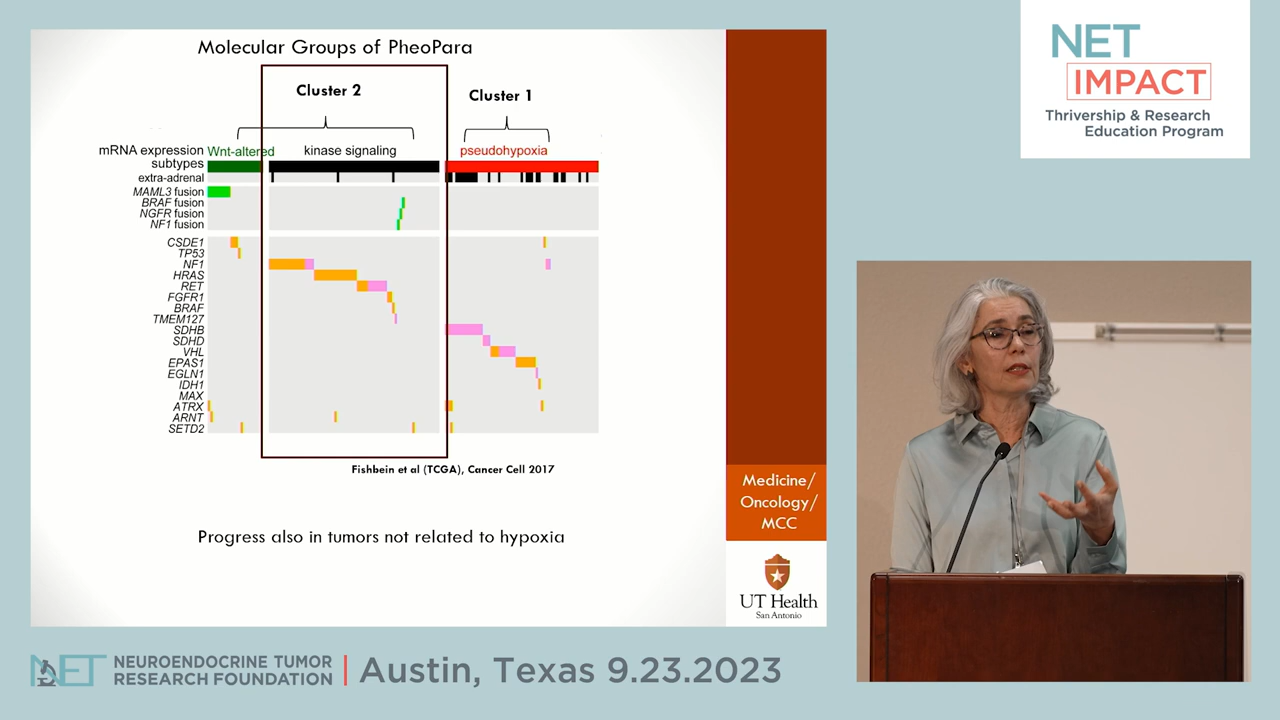 Molecular Groups of PheoPara
Cluster 2
Cluster 1
mRNA expression subtypes
Wnt-altered
kinase signaling
pseudohypoxia
extra-adrenal
MAML3 fusion
BRAF fusion
NGFR fusion
NF1 fusion
CSDE1
TP53
NF1
HRAS
RET
FGFR1
BRAF
TMEM127
SDHB
SDHD
VHL
EPAS1
EGLN1
IDH1
MAX
ATRX
ARNT
SETD2
Fishbein et al (TCGA), Cancer Cell 2017
Progress also in tumors not related to hypoxia
Medicine/
Oncology/
MCC
UT Health
San Antonio
NET
IMPACT
Thrivership & Research
Education Program
NET
NEUROENDOCRINE TUMOR
RESEARCH FOUNDATION
Austin, Texas 9.23.2023